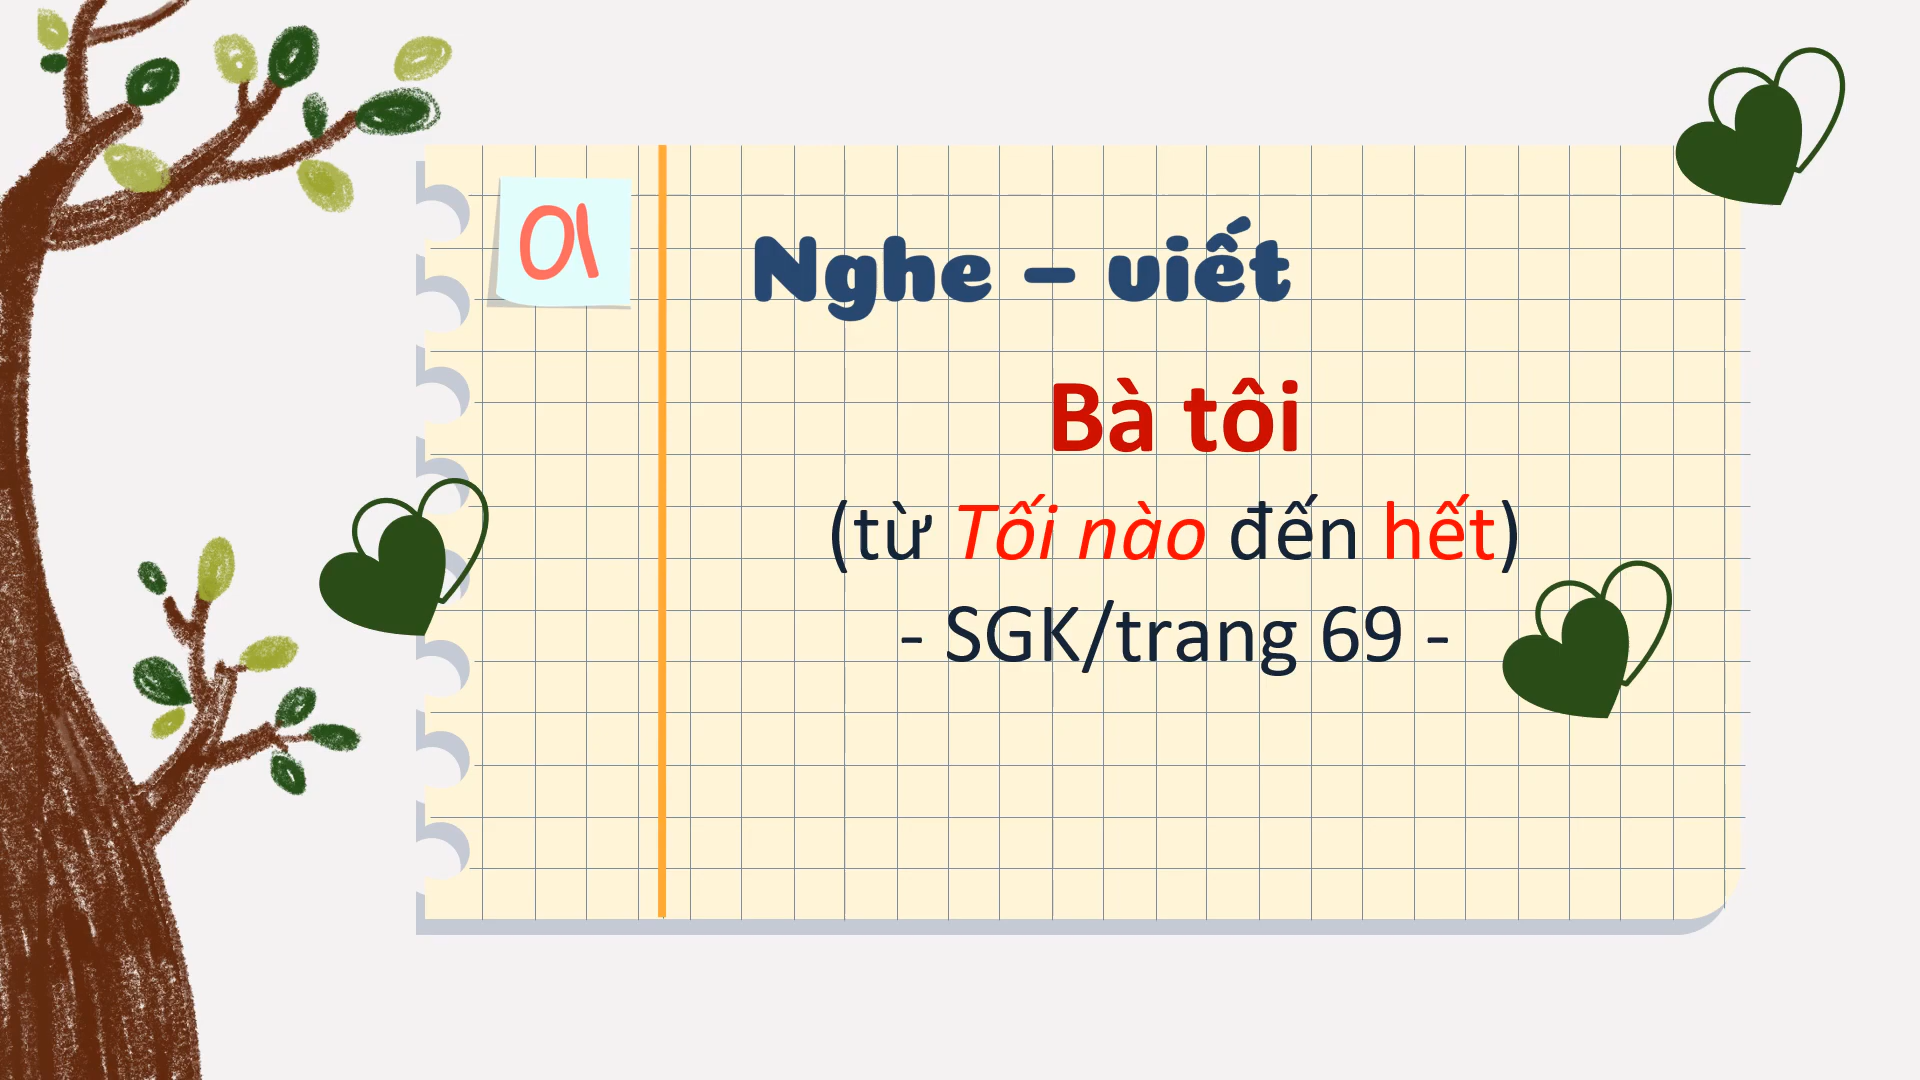 01
Nghe – viết
Bà tôi
(từ Tối nào đến hết)
- SGK/trang 69 -